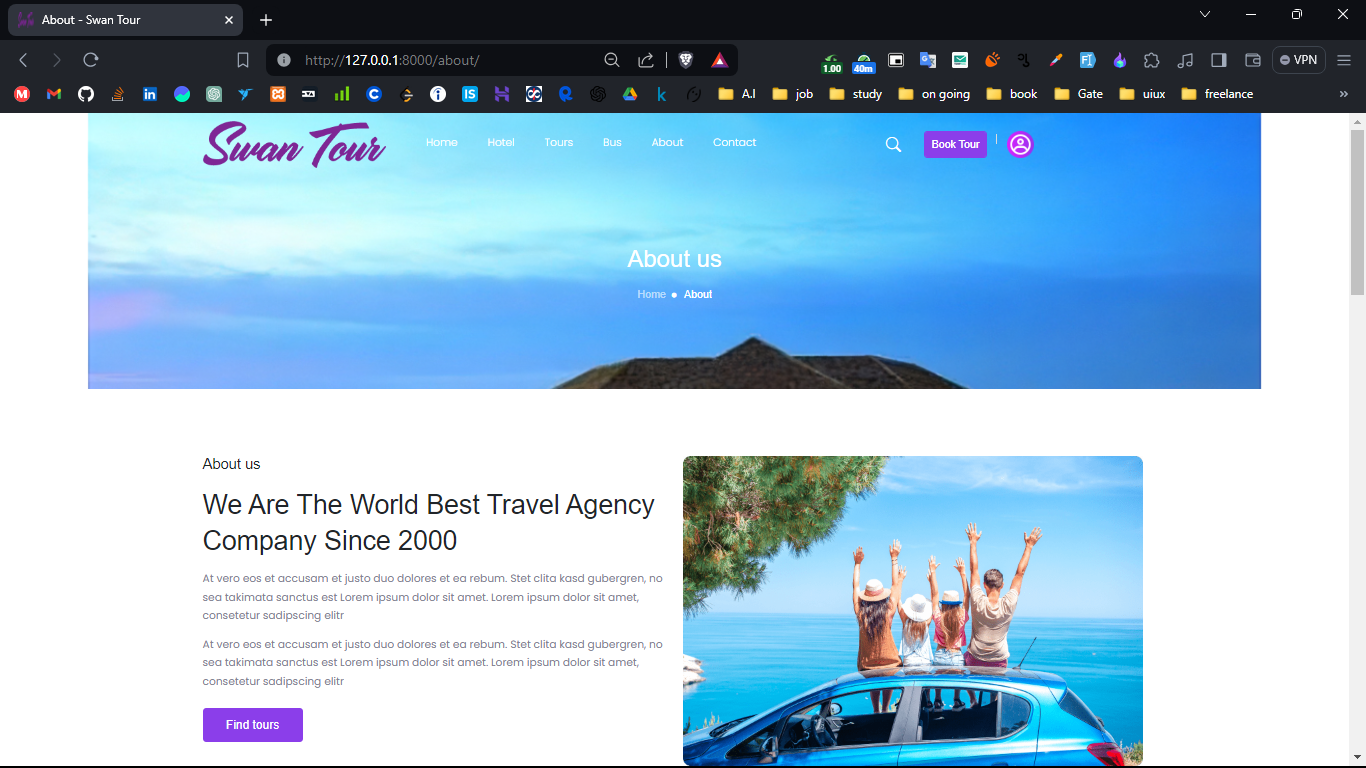 About - Swan Tour
http://127.0.0.1:8000/about/
1.00
40m
VPN
A.I
job
study
on going
book
Gate
uiux
freelance
Swan Tour
Home
Hotel
Tours
Bus
About
Contact
Book Tour
About us
Home ● About
About us
We Are The World Best Travel Agency
Company Since 2000
At vero eos et accusam et justo duo dolores et ea rebum. Stet clita kasd gubergren, no
sea takimata sanctus est Lorem ipsum dolor sit amet. Lorem ipsum dolor sit amet,
consetetur sadipscing elitr
At vero eos et accusam et justo duo dolores et ea rebum. Stet clita kasd gubergren, no
sea takimata sanctus est Lorem ipsum dolor sit amet. Lorem ipsum dolor sit amet,
consetetur sadipscing elitr
Find tours